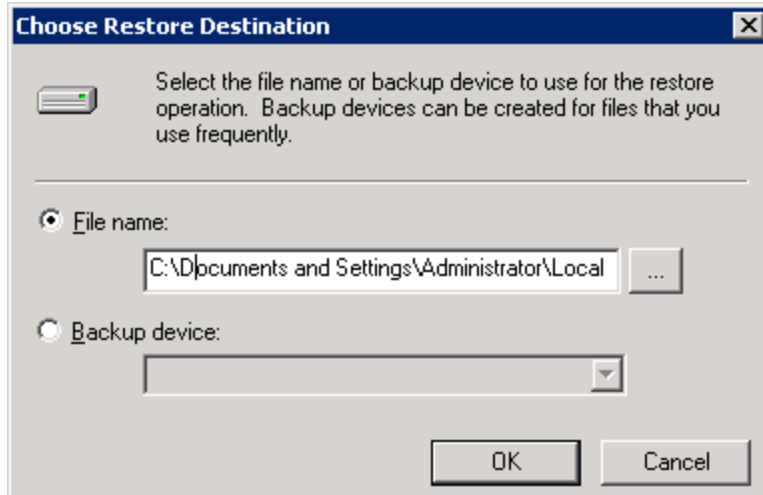 Choose Restore Destination
Select the file name or backup device to use for the restore
operation. Backup devices can be created for files that you
use frequently.
File name:
C:\Documents and Settings\Administrator\Local
...
Backup device:
OK Cancel